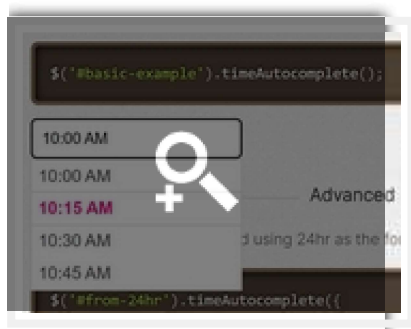 $('#basic-example').timeAutocomplete();
10:00 AM
10:00 AM
10:15 AM
Advanced
10:30 AM
d using 24hr as the fo
10:45 AM
$('#from-24hr').timeAutocomplete({